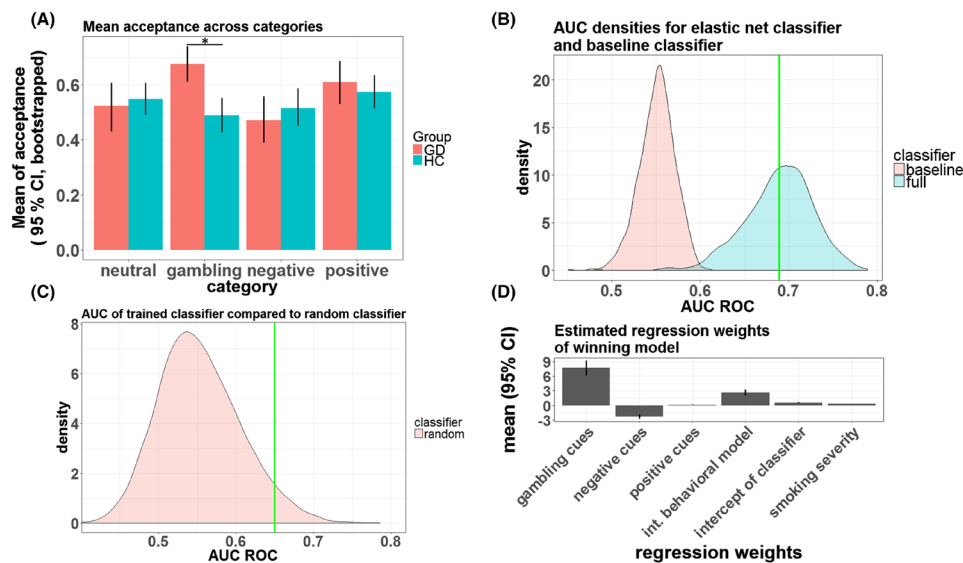 (A)
Mean acceptance across categories
*
Mean of acceptance
( 95 % CI, bootstrapped)
0.6
0.4
0.2
0.0
neutral gambling negative positive
category
Group
GD
HC
(B)
AUC densities for elastic net classifier
and baseline classifier
density
20
15
10
5
0
0.5 0.6 0.7 0.8
AUC ROC
classifier
baseline
full
(C)
AUC of trained classifier compared to random classifier
density
8
6
4
2
0
0.5 0.6 0.7 0.8
AUC ROC
classifier
random
(D)
Estimated regression weights
of winning model
mean (95% CI)
9
6
3
0
-3
gambling cues
negative cues
positive cues
int. behavioral model
intercept of classifier
smoking severity
regression weights